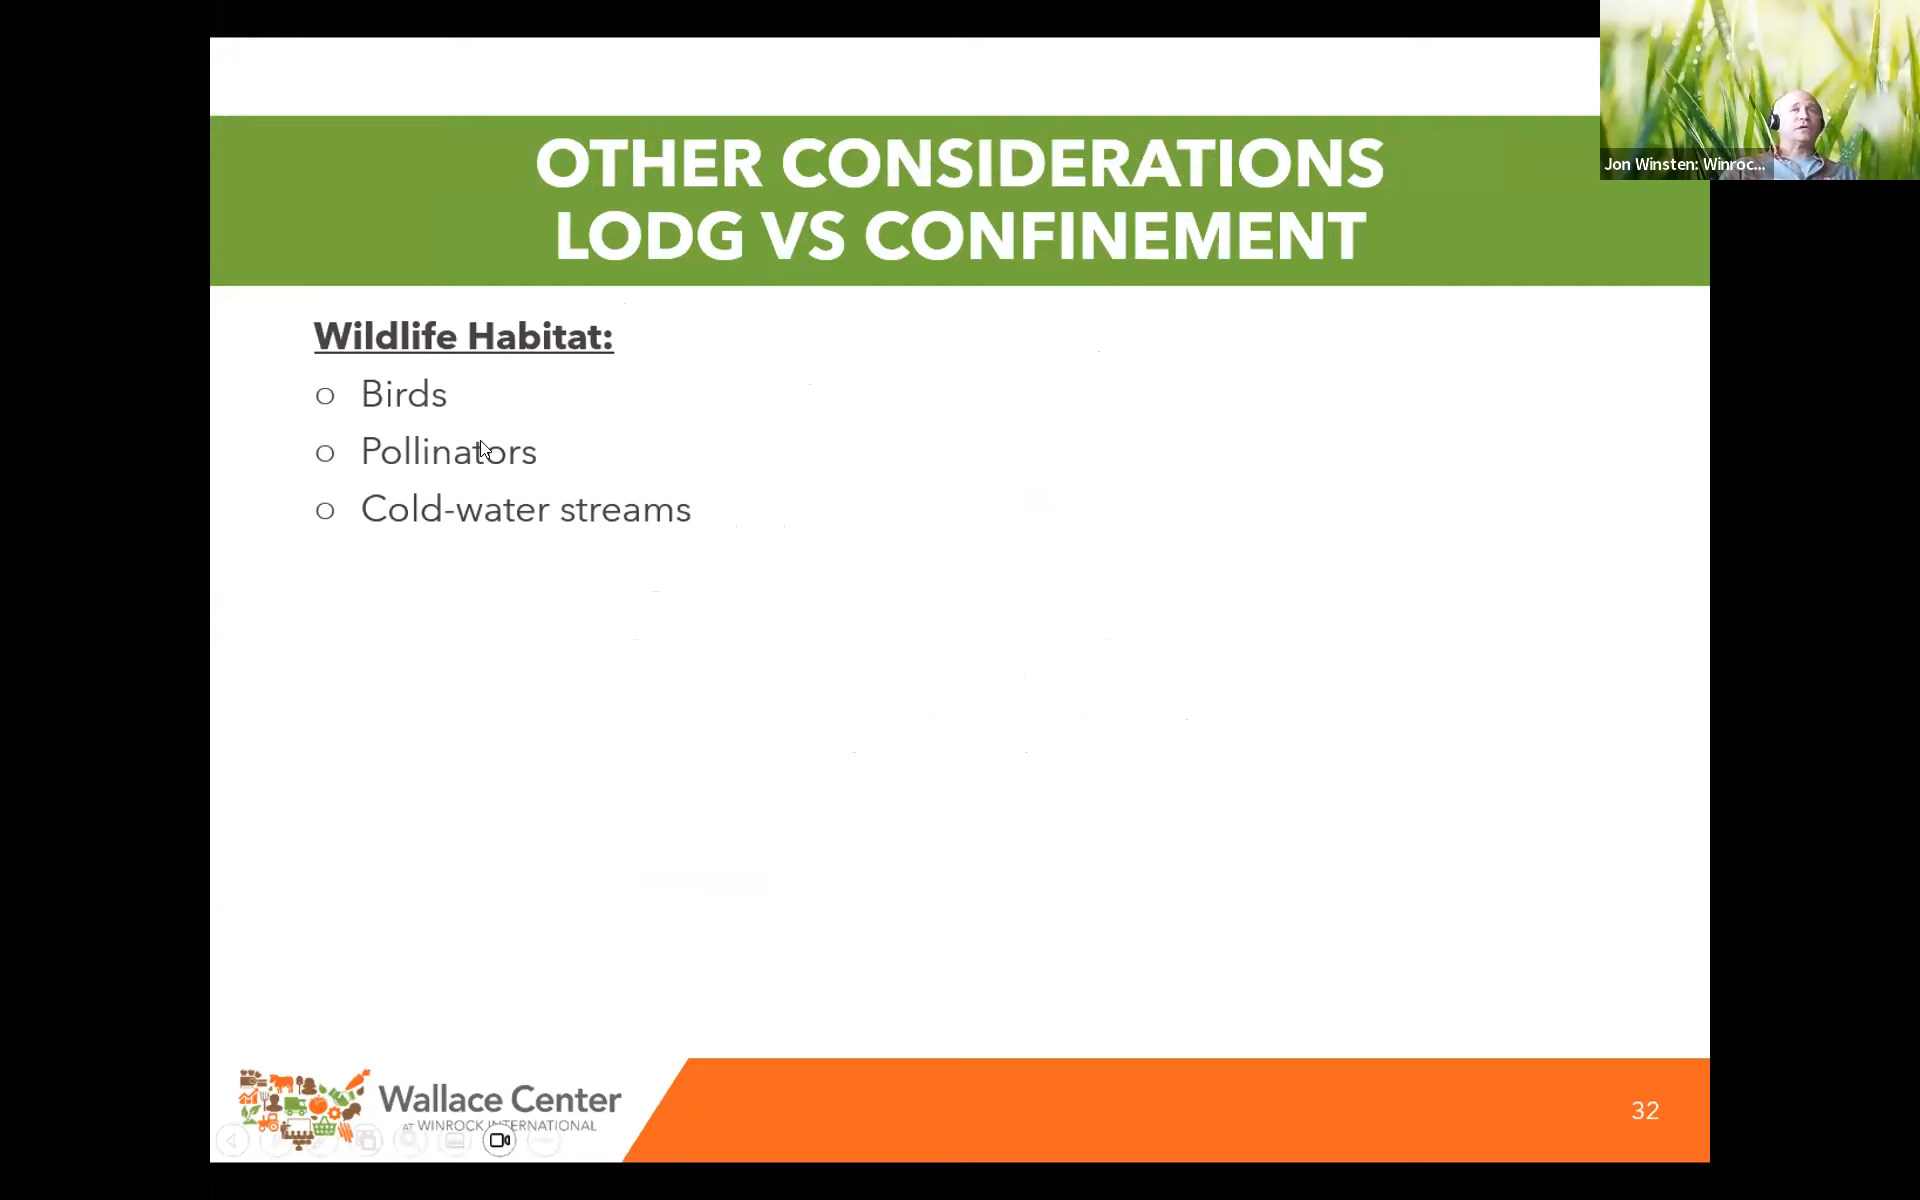 OTHER CONSIDERATIONS
LODG VS CONFINEMENT
Jon Winsten: Winroc...
Wildlife Habitat:
o Birds
o Pollinators
o Cold-water streams
Wallace Center
AT WINROCK INTERNATIONAL
32